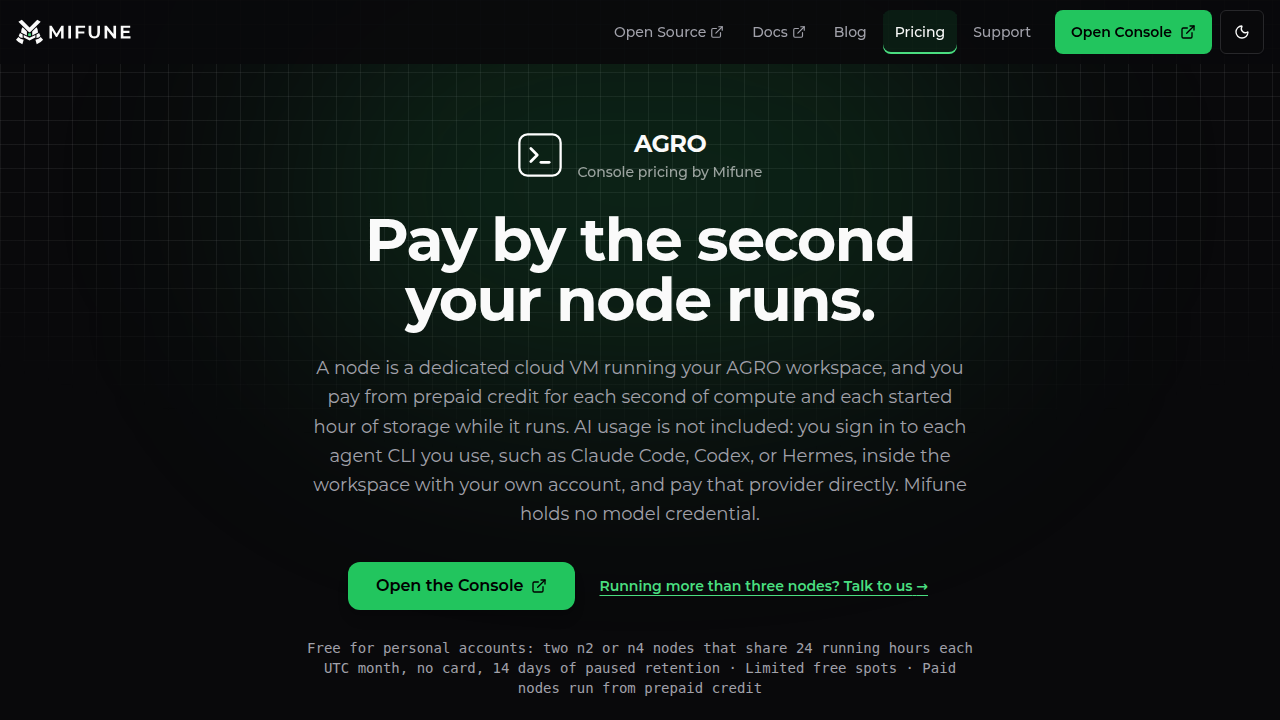 MIFUNE
Open Source
Docs
Blog
Pricing
Support
Open Console
AGRO
Console pricing by Mifune
Pay by the second
your node runs.
A node is a dedicated cloud VM running your AGRO workspace, and you
pay from prepaid credit for each second of compute and each started
hour of storage while it runs. AI usage is not included: you sign in to each
agent CLI you use, such as Claude Code, Codex, or Hermes, inside the
workspace with your own account, and pay that provider directly. Mifune
holds no model credential.
Open the Console
Running more than three nodes? Talk to us →
Free for personal accounts: two n2 or n4 nodes that share 24 running hours each
UTC month, no card, 14 days of paused retention · Limited free spots · Paid
nodes run from prepaid credit